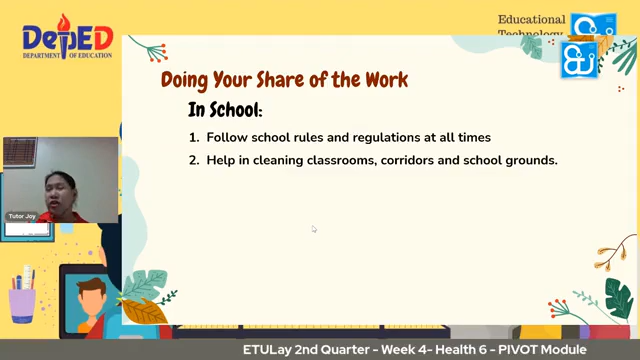 DepED
DEPARTMENT OF EDUCATION
Educational
Technology
Doing Your Share of the Work
In School:
1. Follow school rules and regulations at all times
2. Help in cleaning classrooms, corridors and school grounds.
Tutor Joy
ETULay 2nd Quarter - Week 4- Health 6 - PIVOT Module